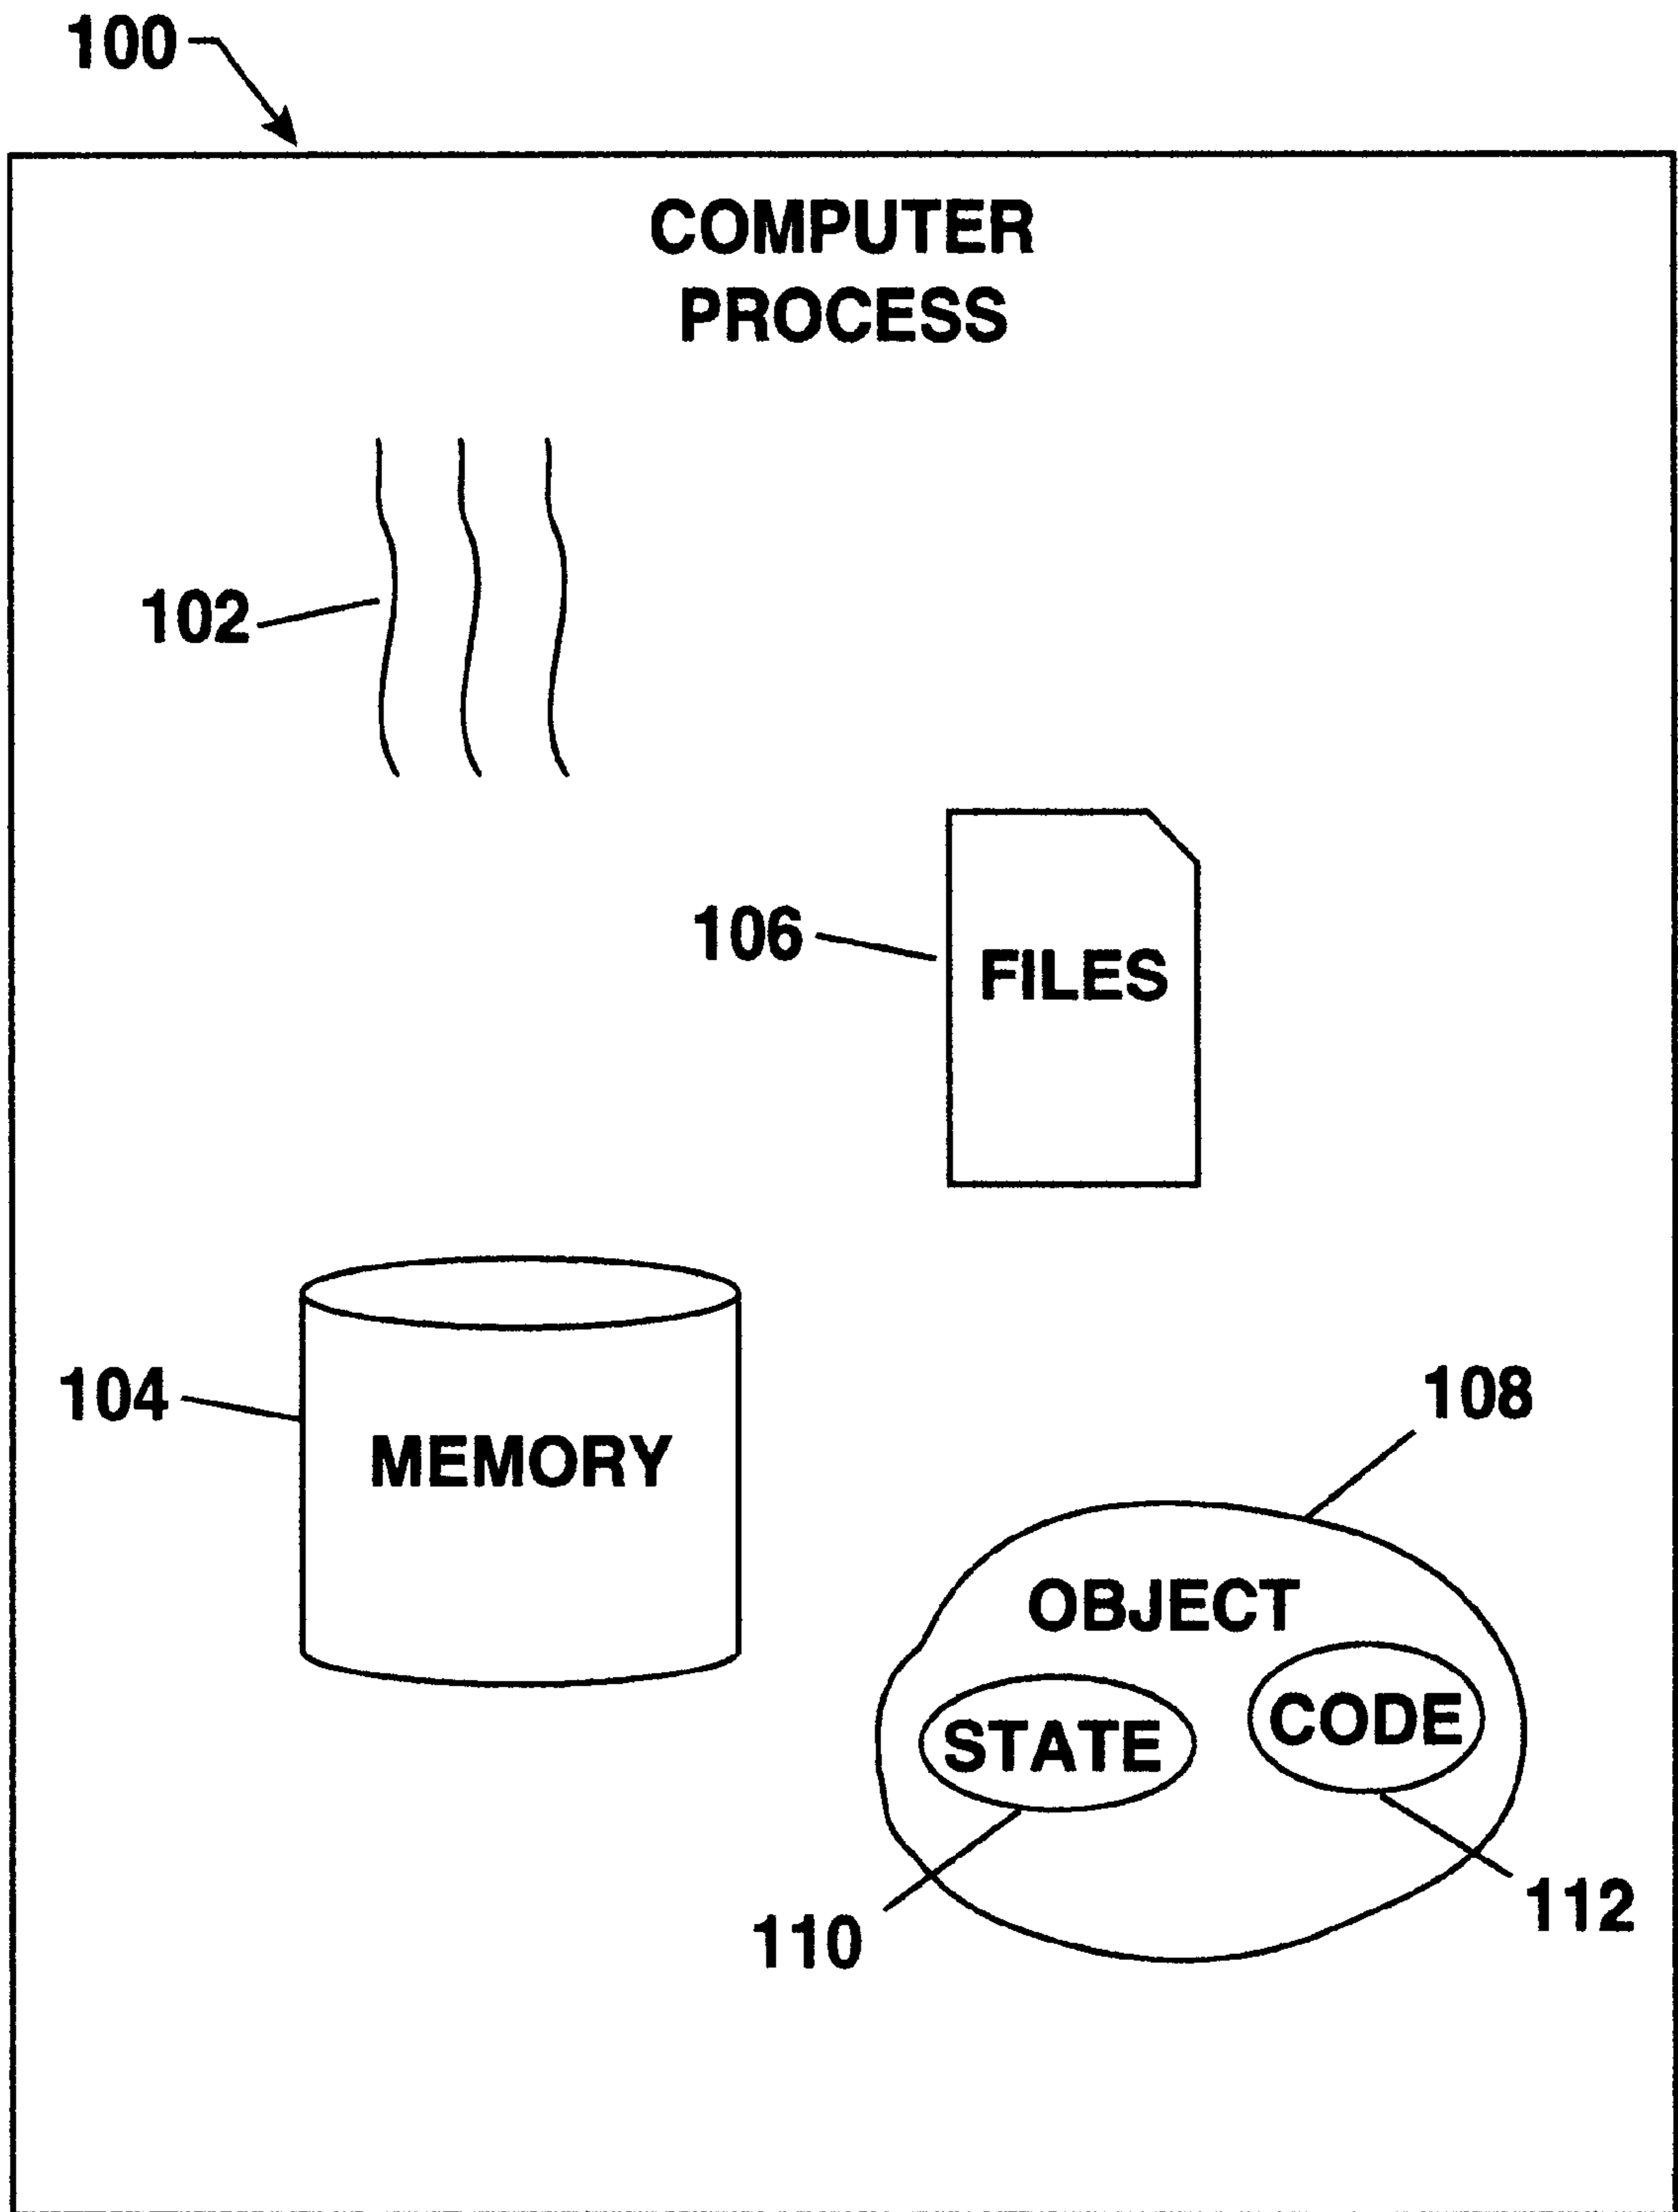 100
COMPUTER
PROCESS
102
106
FILES
104
MEMORY
108
OBJECT
STATE
CODE
110
112